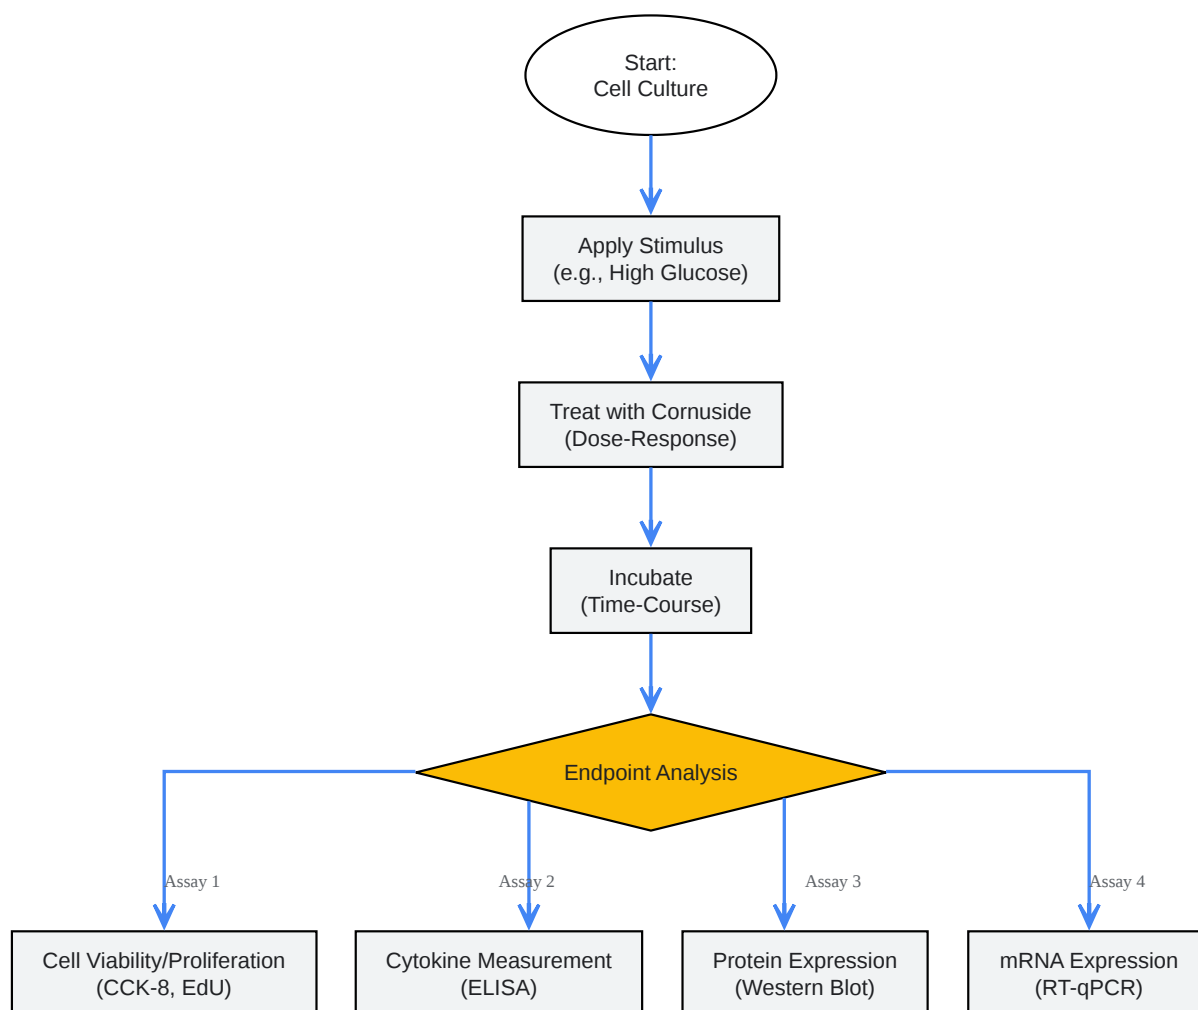 Start:
Cell Culture
Apply Stimulus
(e.g., High Glucose)
Treat with Cornuside
(Dose-Response)
Incubate
(Time-Course)
Endpoint Analysis
Assay 1
Assay 2
Assay 3
Assay 4
Cell Viability/Proliferation
(CCK-8, EdU)
Cytokine Measurement
(ELISA)
Protein Expression
(Western Blot)
mRNA Expression
(RT-qPCR)